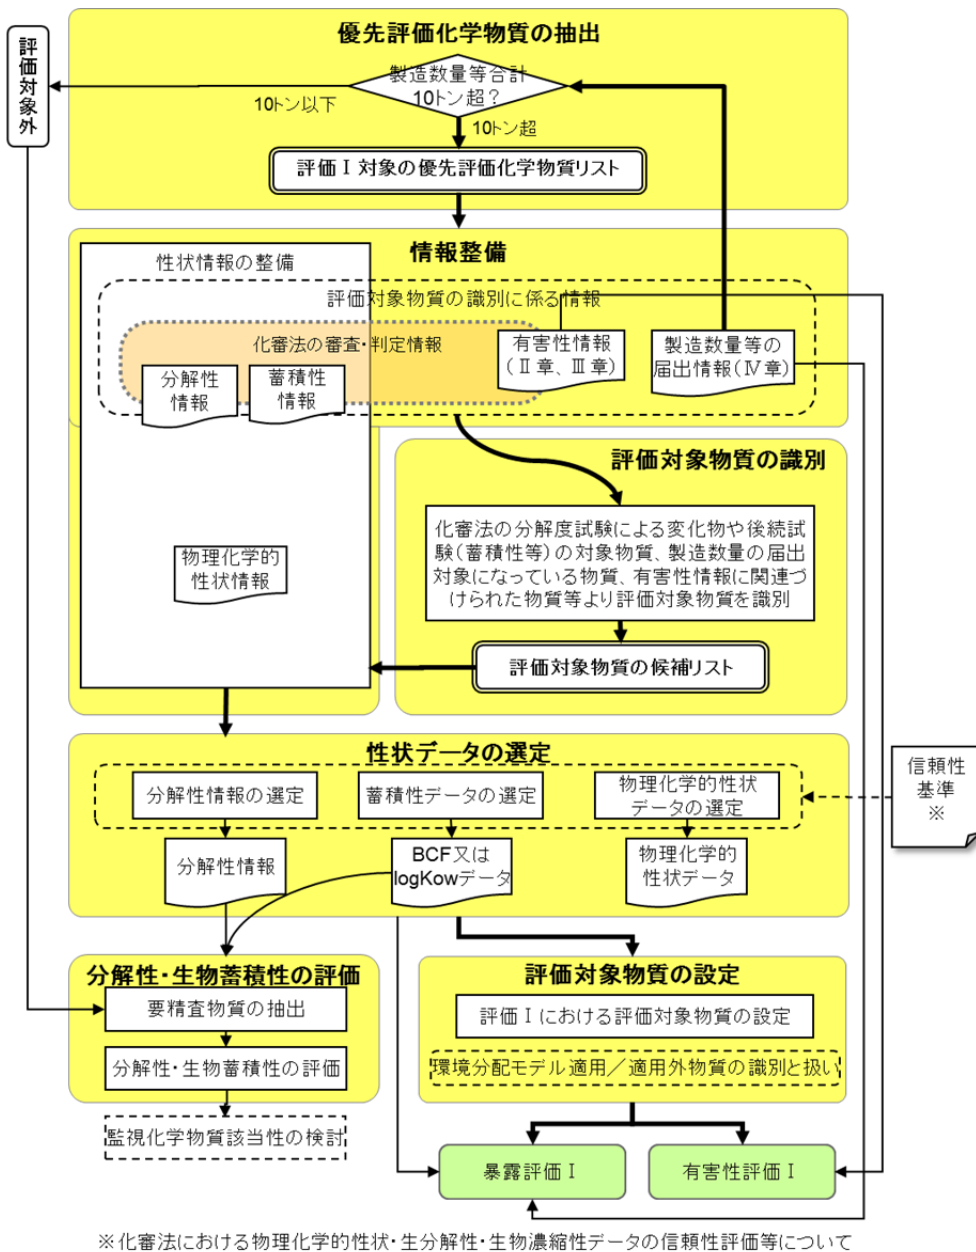 優先評価化学物質の抽出
評価対象外
製造数量等合計
10トン超?
10トン以下
10トン超
評価Ⅰ対象の優先評価化学物質リスト
情報整備
性状情報の整備
評価対象物質の識別に係る情報
化審法の審査・判定情報
分解性
情報
蓄積性
情報
有害性情報
(Ⅱ章、Ⅲ章)
製造数量等の
届出情報(Ⅳ章)
物理化学的
性状情報
評価対象物質の識別
化審法の分解度試験による変化物や後続試
験(蓄積性等)の対象物質、製造数量の届出
対象になっている物質、有害性情報に関連づ
けられた物質等より評価対象物質を識別
評価対象物質の候補リスト
性状データの選定
分解性情報の選定
蓄積性データの選定
物理化学的性状
データの選定
信頼性
基準
※
分解性情報
BCF又は
logKowデータ
物理化学的
性状データ
分解性・生物蓄積性の評価
要精査物質の抽出
分解性・生物蓄積性の評価
監視化学物質該当性の検討
評価対象物質の設定
評価Ⅰにおける評価対象物質の設定
環境分配モデル適用/適用外物質の識別と扱い
暴露評価Ⅰ
有害性評価Ⅰ
※化審法における物理化学的性状・生分解性・生物濃縮性データの信頼性評価等について